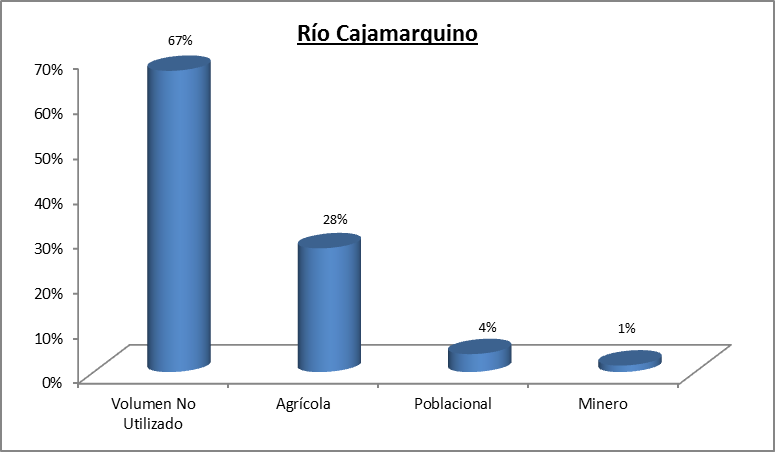 Río Cajamarquino
67%
70%
60%
50%
40%
30%
20%
10%
0%
28%
4%
1%
Volumen No
Utilizado
Agrícola
Poblacional
Minero